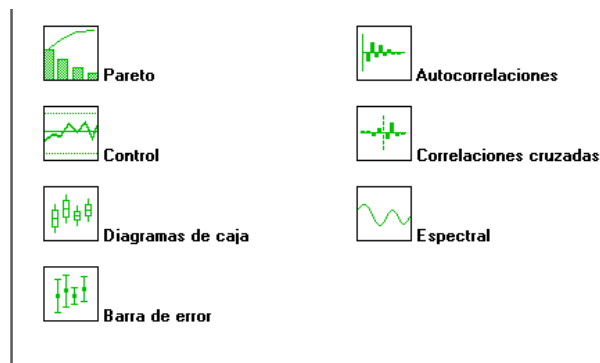 Pareto
Control
Diagramas de caja
Barra de error
Autocorrelaciones
Correlaciones cruzadas
Espectral